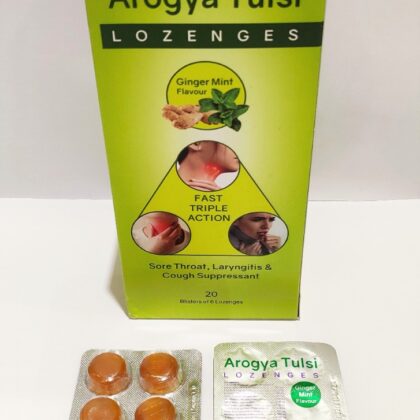 Arogya Tulsi
LOZENGES
Ginger Mint
Flavour
FAST
TRIPLE
ACTION
Sore Throat, Laryngitis &
Cough Suppressant
20
Blisters of 6 Lozenges
Arogya Tulsi
LOZENGES
Ginger
Mint
Flavour